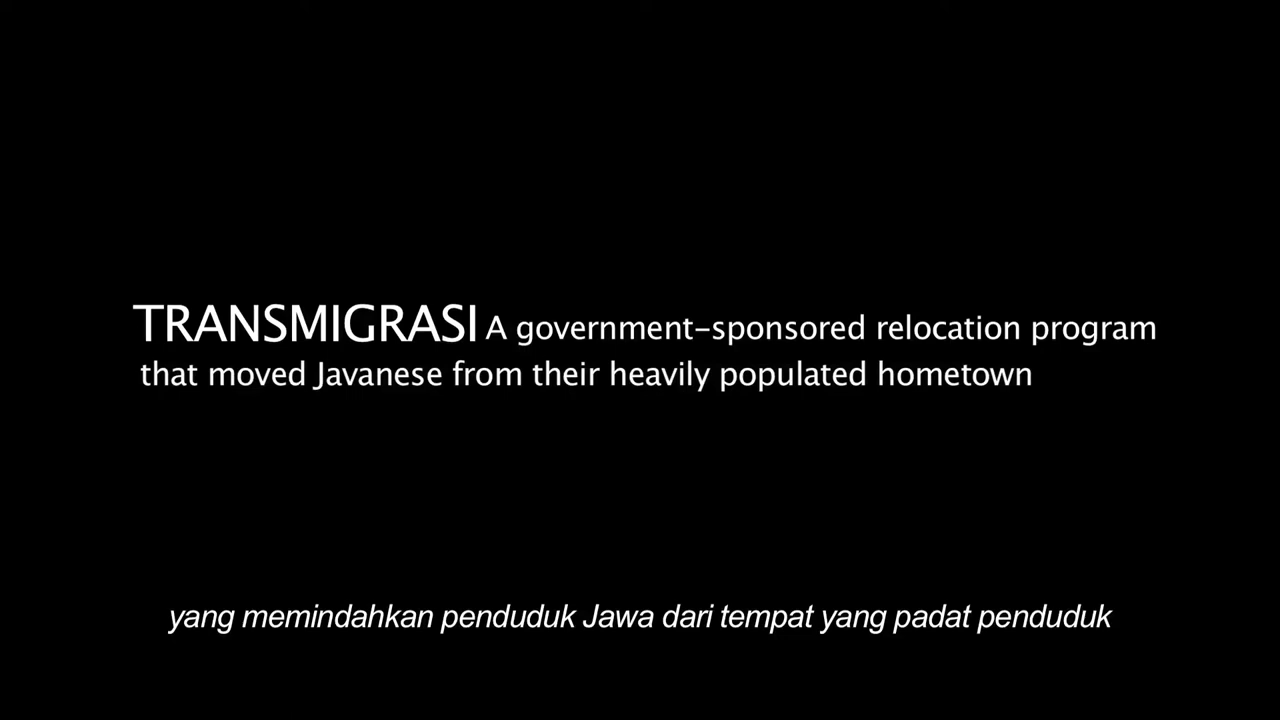 TRANSMIGRASI A government-sponsored relocation program
that moved Javanese from their heavily populated hometown
yang memindahkan penduduk Jawa dari tempat yang padat penduduk